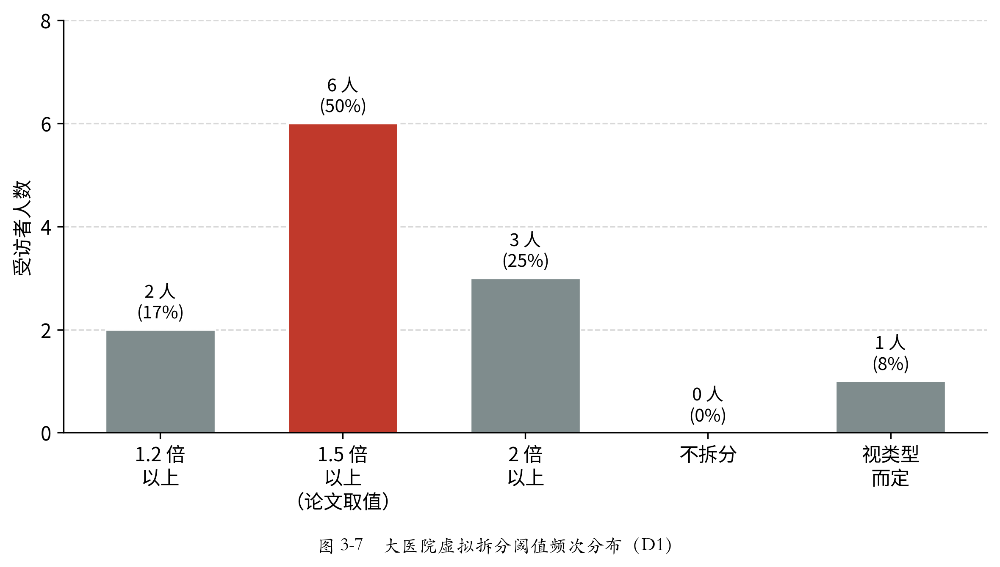 8
6 人
(50%)
6
受访者人数
4
3 人
(25%)
2 人
(17%)
2
1 人
(8%)
0 人
(0%)
0
1.2 倍
以上
1.5 倍
以上
（论文取值）
2 倍
以上
不拆分
视类型
而定
图 3-7 大医院虚拟拆分阈值频次分布（D1）